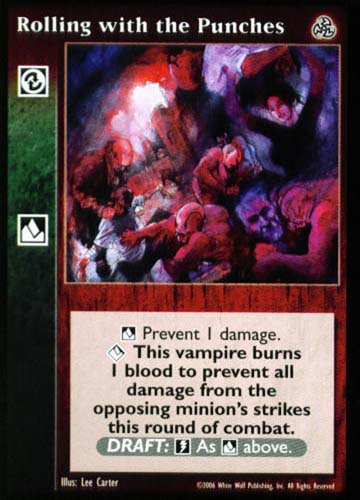 Rolling with the Punches
Prevent 1 damage.
This vampire burns
1 blood to prevent all
damage from the
opposing minion's strikes
this round of combat.
DRAFT: As above.
Illus: Lee Carter
©2006 White Wolf Publishing, Inc. All Rights Reserved